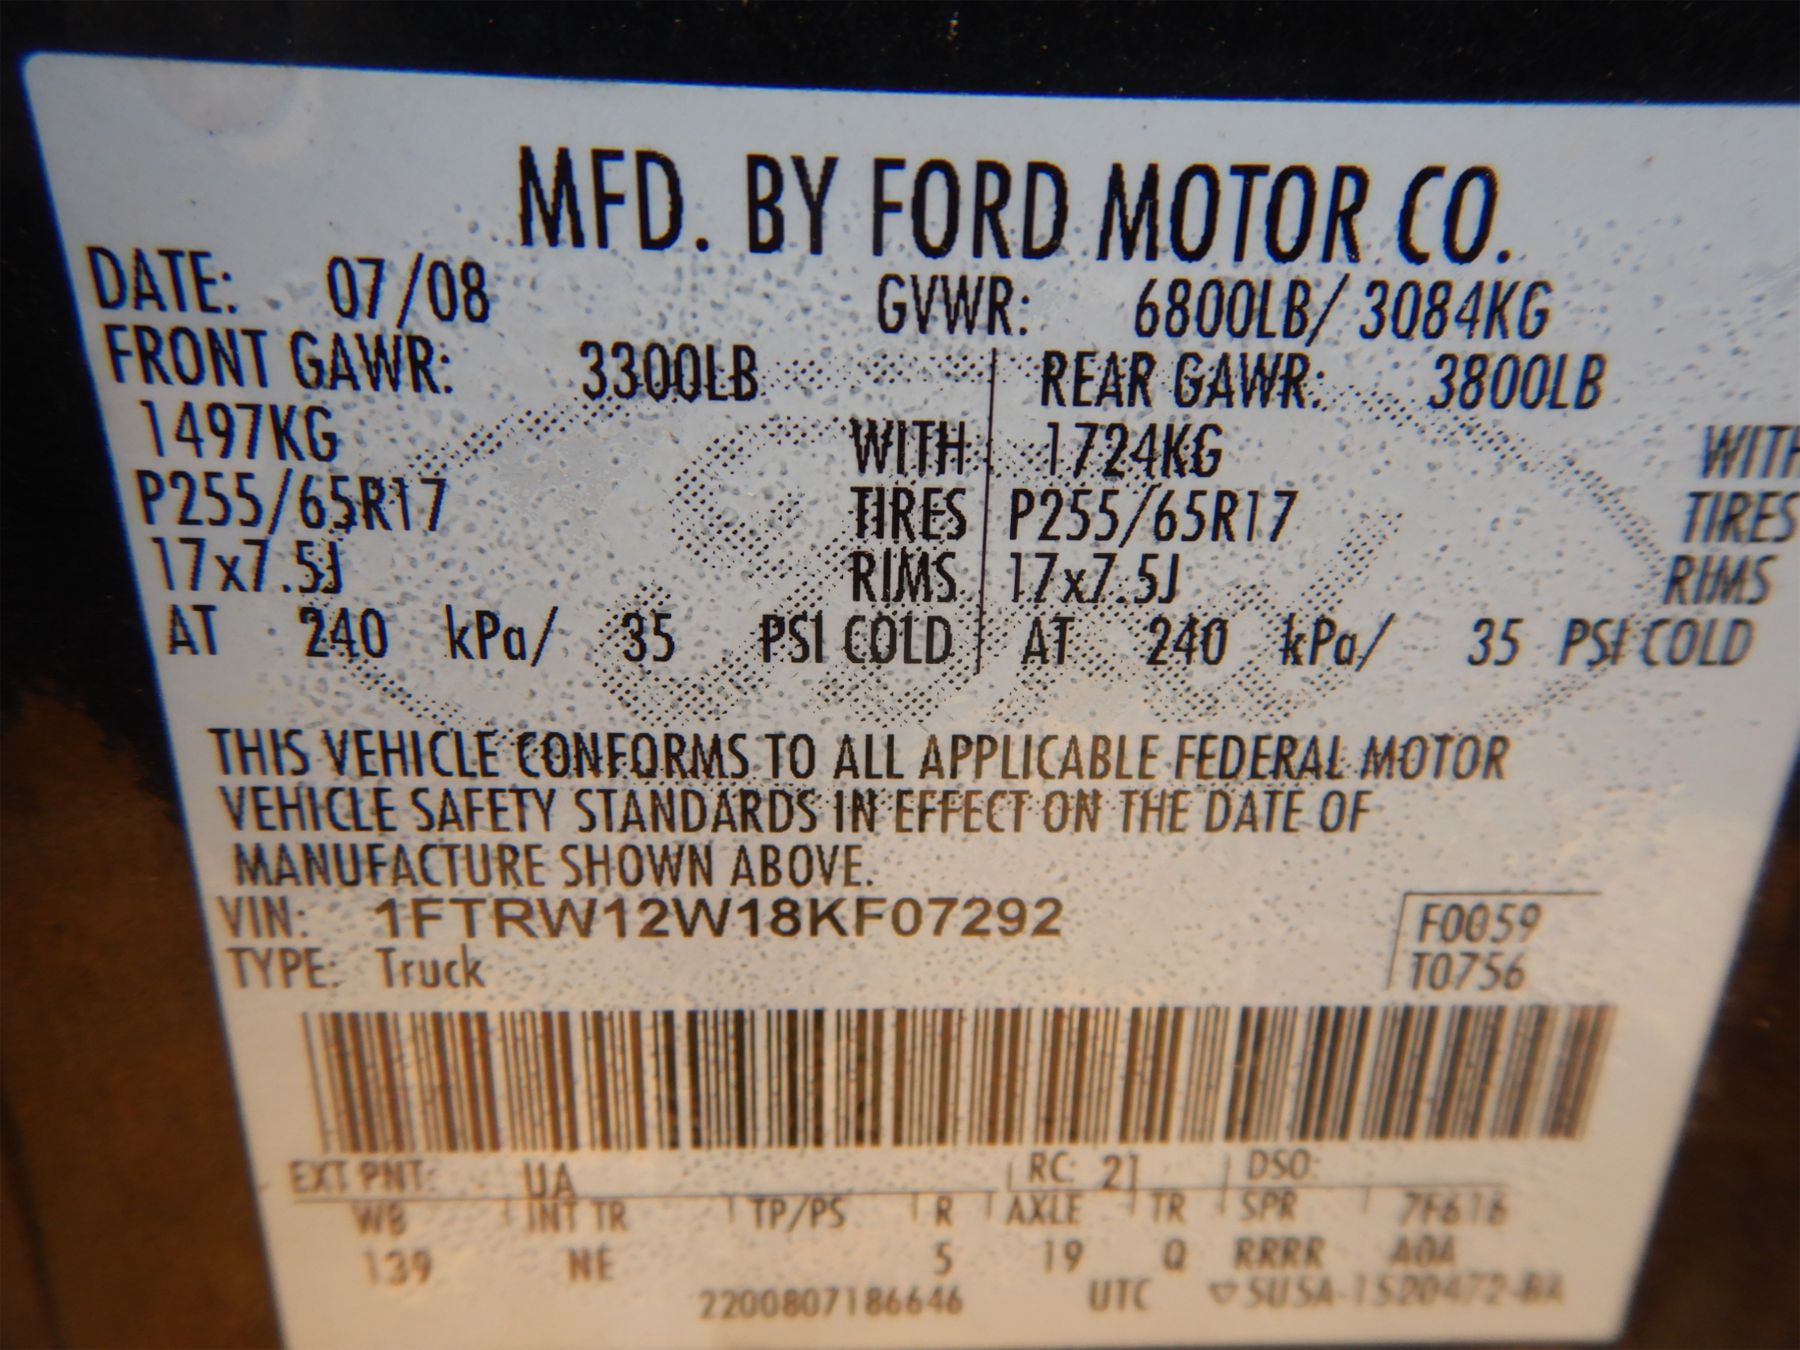 MFD. BY FORD MOTOR CO.
DATE: 07/08 GVWR: 6800LB/ 3084KG
FRONT GAWR: 3300LB REAR GAWR: 3800LB
1497KG WITH 1724KG WITH
P255/65R17 TIRES P255/65R17 TIRES
17x7.5J RIMS 17x7.5J RIMS
AT 240 kPa/ 35 PSI COLD AT 240 kPa/ 35 PSI COLD
THIS VEHICLE CONFORMS TO ALL APPLICABLE FEDERAL MOTOR
VEHICLE SAFETY STANDARDS IN EFFECT ON THE DATE OF
MANUFACTURE SHOWN ABOVE.
VIN: 1FTRW12W18KF07292 F0059
TYPE: Truck T0756
EXT PNT: UA RC: 21 DSO:
WB INT TR TP/PS R AXLE TR SPR 7F616
139 NE 5 19 Q RRRR A0A
2200807186646 UTC ▽5U5A-1520472-BA